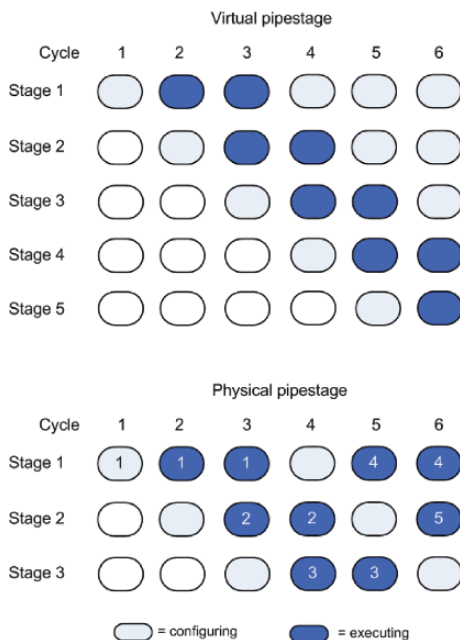 Virtual pipestage
Cycle 1 2 3 4 5 6
Stage 1
Stage 2
Stage 3
Stage 4
Stage 5
Physical pipestage
Cycle 1 2 3 4 5 6
Stage 1 1 1 1 4 4
Stage 2 2 2 5
Stage 3 3 3
= configuring = executing